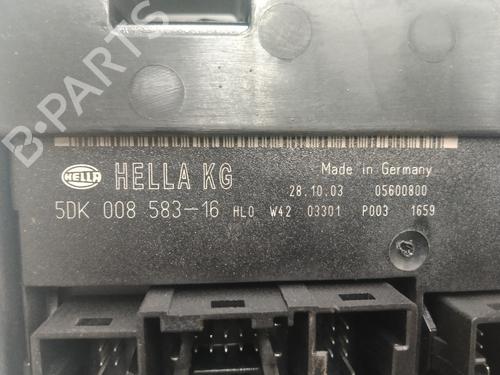 B-PARTS
HELLA HELLA KG Made in Germany
28.10.03 05600800
5DK 008 583-16 HL0 W42 03301 P003 1659